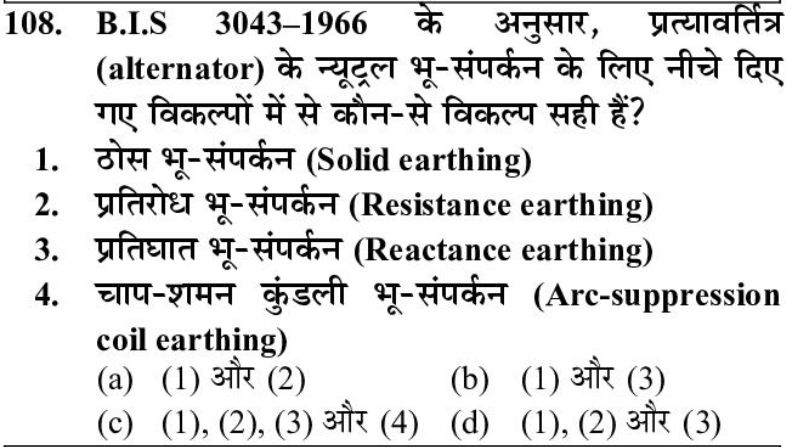 108. B.I.S 3043–1966 के अनुसार, प्रत्यावर्तित्र
(alternator) के न्यूट्रल भू-संपर्कन के लिए नीचे दिए
गए विकल्पों में से कौन-से विकल्प सही हैं?
1. ठोस भू-संपर्कन (Solid earthing)
2. प्रतिरोध भू-संपर्कन (Resistance earthing)
3. प्रतिघात भू-संपर्कन (Reactance earthing)
4. चाप-शमन कुंडली भू-संपर्कन (Arc-suppression
coil earthing)
(a) (1) और (2) (b) (1) और (3)
(c) (1), (2), (3) और (4) (d) (1), (2) और (3)